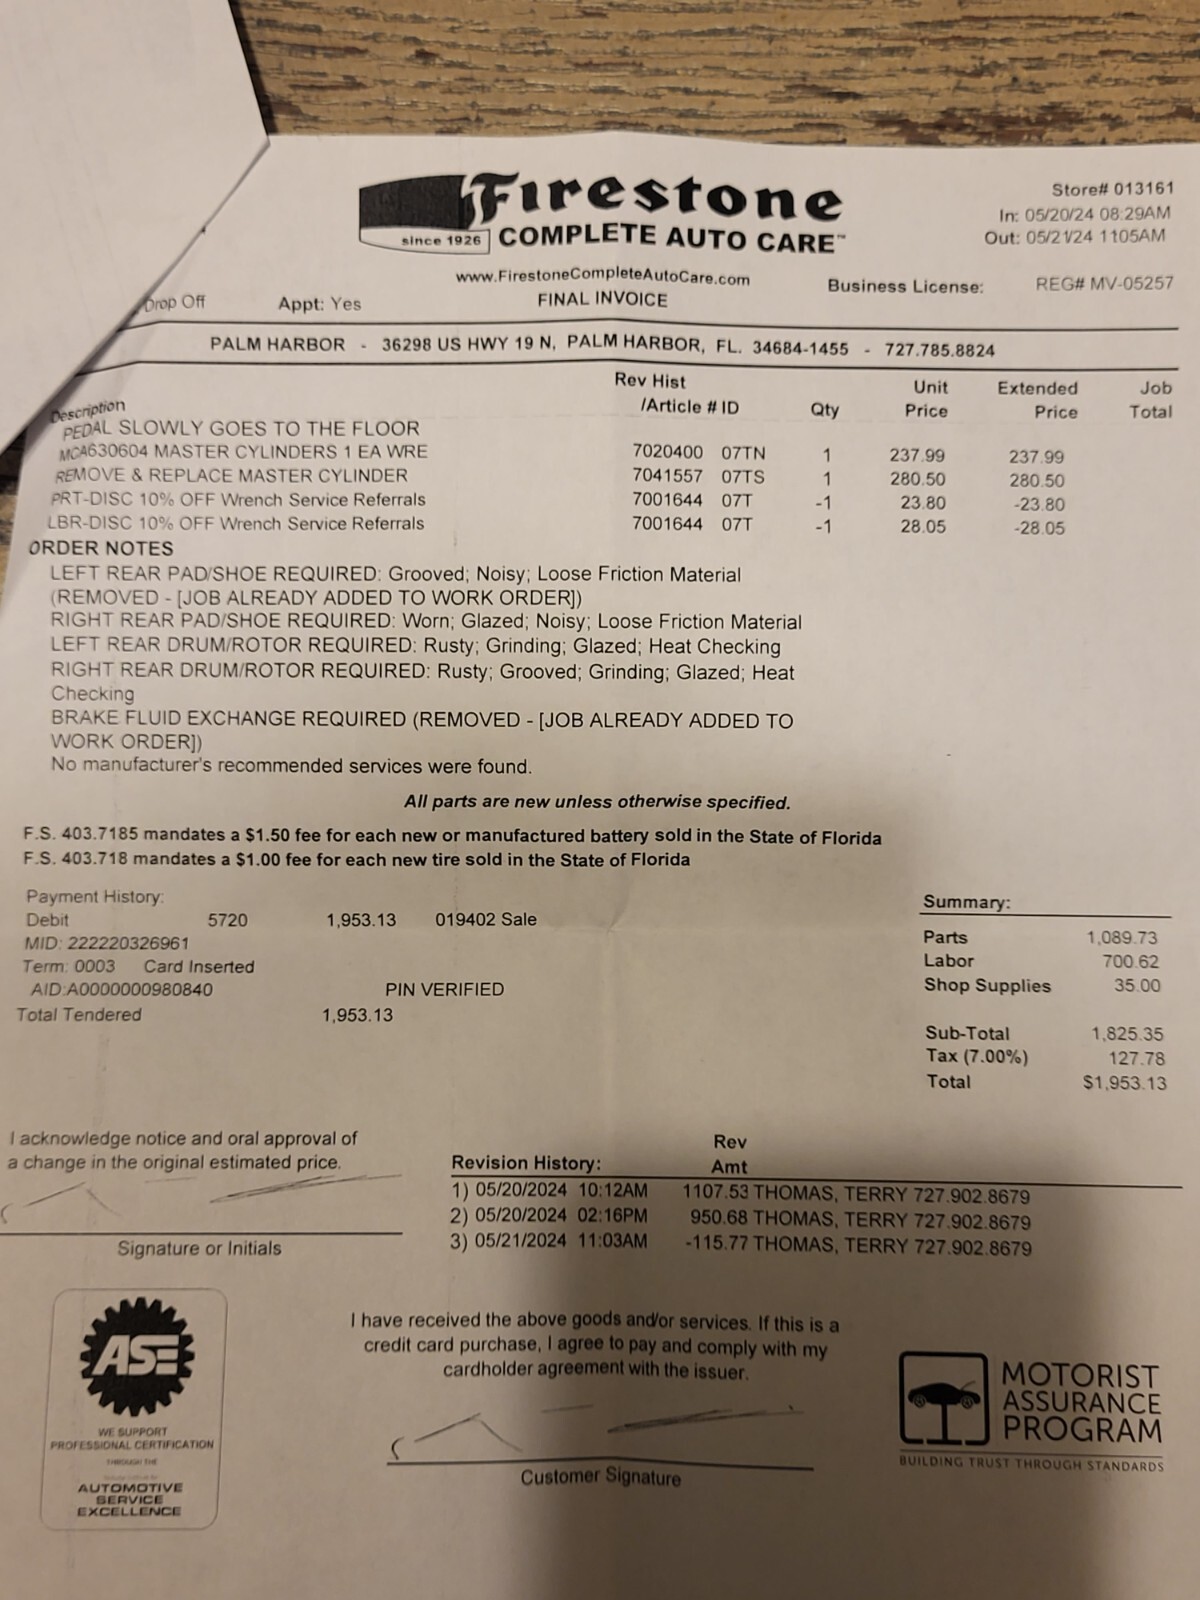 Firestone
since 1926 COMPLETE AUTO CARE™
Store# 013161
In: 05/20/24 08:29AM
Out: 05/21/24 1105AM
www.FirestoneCompleteAutoCare.com
Business License: REG# MV-05257
Drop Off Appt: Yes FINAL INVOICE
PALM HARBOR - 36298 US HWY 19 N, PALM HARBOR, FL. 34684-1455 - 727.785.8824
Rev Hist Unit Extended Job
Description /Article # ID Qty Price Price Total
PEDAL SLOWLY GOES TO THE FLOOR
MCA630604 MASTER CYLINDERS 1 EA WRE 7020400 07TN 1 237.99 237.99
REMOVE & REPLACE MASTER CYLINDER 7041557 07TS 1 280.50 280.50
PRT-DISC 10% OFF Wrench Service Referrals 7001644 07T -1 23.80 -23.80
LBR-DISC 10% OFF Wrench Service Referrals 7001644 07T -1 28.05 -28.05
ORDER NOTES
LEFT REAR PAD/SHOE REQUIRED: Grooved; Noisy; Loose Friction Material
(REMOVED - [JOB ALREADY ADDED TO WORK ORDER])
RIGHT REAR PAD/SHOE REQUIRED: Worn; Glazed; Noisy; Loose Friction Material
LEFT REAR DRUM/ROTOR REQUIRED: Rusty; Grinding; Glazed; Heat Checking
RIGHT REAR DRUM/ROTOR REQUIRED: Rusty; Grooved; Grinding; Glazed; Heat
Checking
BRAKE FLUID EXCHANGE REQUIRED (REMOVED - [JOB ALREADY ADDED TO
WORK ORDER])
No manufacturer's recommended services were found.
All parts are new unless otherwise specified.
F.S. 403.7185 mandates a $1.50 fee for each new or manufactured battery sold in the State of Florida
F.S. 403.718 mandates a $1.00 fee for each new tire sold in the State of Florida
Payment History:
Debit 5720 1,953.13 019402 Sale
MID: 222220326961
Term: 0003 Card Inserted
AID:A0000000980840 PIN VERIFIED
Total Tendered 1,953.13
Summary:
Parts 1,089.73
Labor 700.62
Shop Supplies 35.00
Sub-Total 1,825.35
Tax (7.00%) 127.78
Total $1,953.13
I acknowledge notice and oral approval of
a change in the original estimated price.
Signature or Initials
Rev
Revision History: Amt
1) 05/20/2024 10:12AM 1107.53 THOMAS, TERRY 727.902.8679
2) 05/20/2024 02:16PM 950.68 THOMAS, TERRY 727.902.8679
3) 05/21/2024 11:03AM -115.77 THOMAS, TERRY 727.902.8679
I have received the above goods and/or services. If this is a
credit card purchase, I agree to pay and comply with my
cardholder agreement with the issuer.
Customer Signature
ASE
WE SUPPORT
PROFESSIONAL CERTIFICATION
THROUGH THE
AUTOMOTIVE
SERVICE
EXCELLENCE
MOTORIST
ASSURANCE
PROGRAM
BUILDING TRUST THROUGH STANDARDS